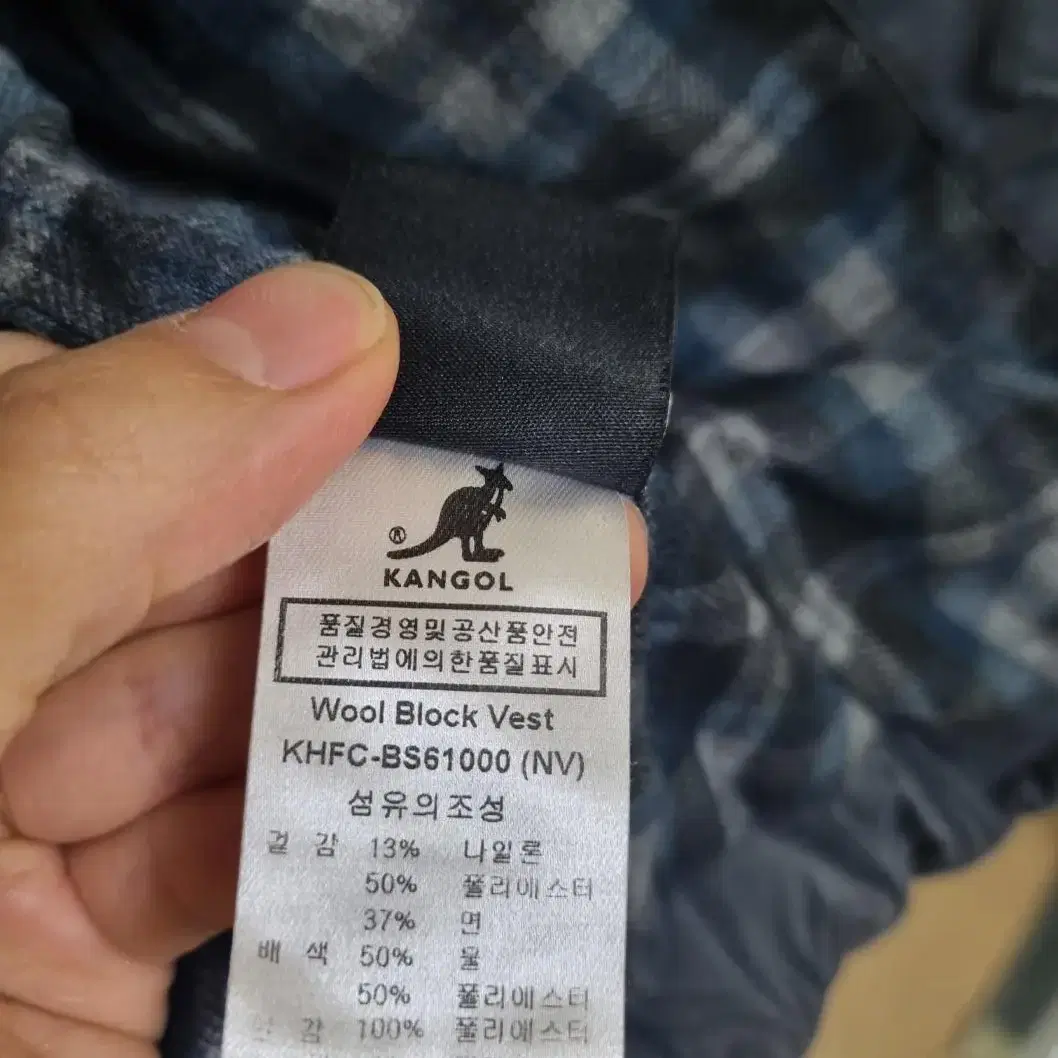 ®
KANGOL
품질경영및공산품안전
관리법에의한품질표시
Wool Block Vest
KHFC-BS61000 (NV)
섬유의조성
겉 감 13% 나일론
50% 폴리에스터
37% 면
배 색 50% 울
50% 폴리에스터
안 감 100% 폴리에스터